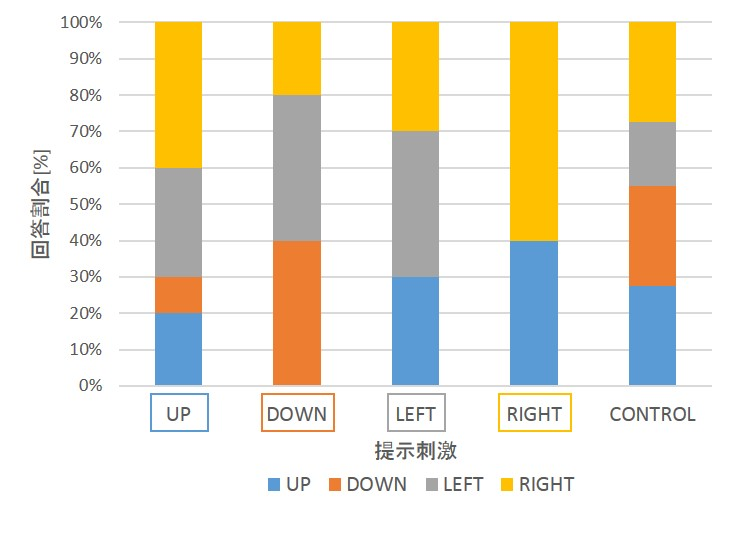 100%
90%
80%
70%
60%
50%
40%
30%
20%
10%
0%
回答割合[%]
UP DOWN LEFT RIGHT CONTROL
提示刺激
UP DOWN LEFT RIGHT